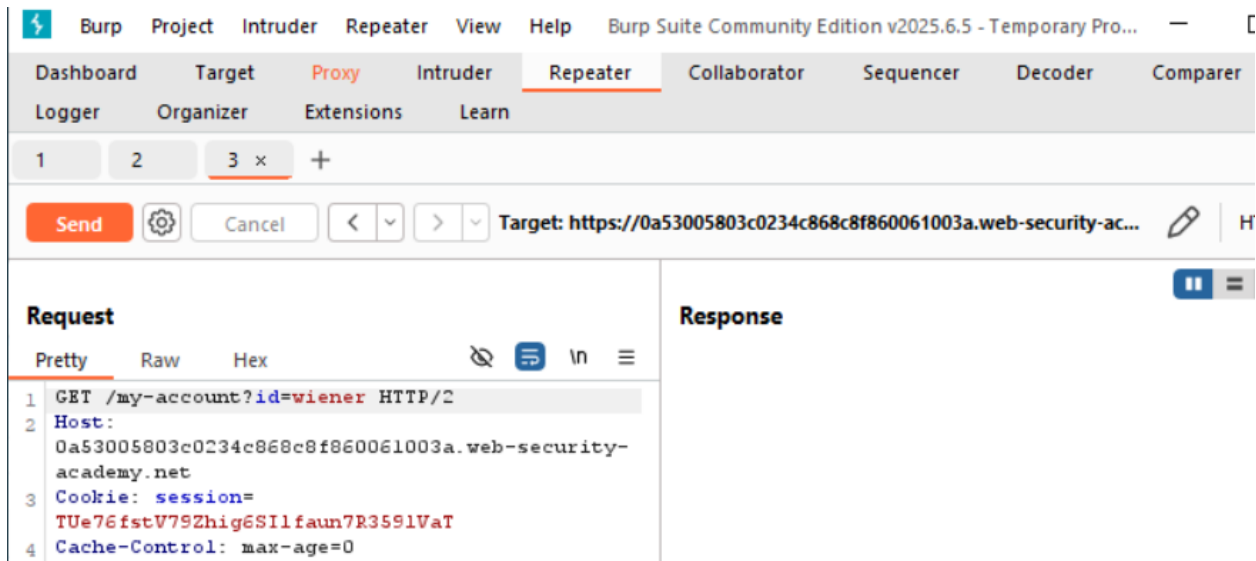 Burp Project Intruder Repeater View Help Burp Suite Community Edition v2025.6.5 - Temporary Pro...
Dashboard Target Proxy Intruder Repeater Collaborator Sequencer Decoder Comparer
Logger Organizer Extensions Learn
1 2 3 × +
Send Cancel < > Target: https://0a53005803c0234c868c8f860061003a.web-security-ac...
Request Response
Pretty Raw Hex \n
1 GET /my-account?id=wiener HTTP/2
2 Host:
0a53005803c0234c868c8f860061003a.web-security-
academy.net
3 Cookie: session=
TUe76fstV79Zhig6SIlfaun7R359lVaT
4 Cache-Control: max-age=0